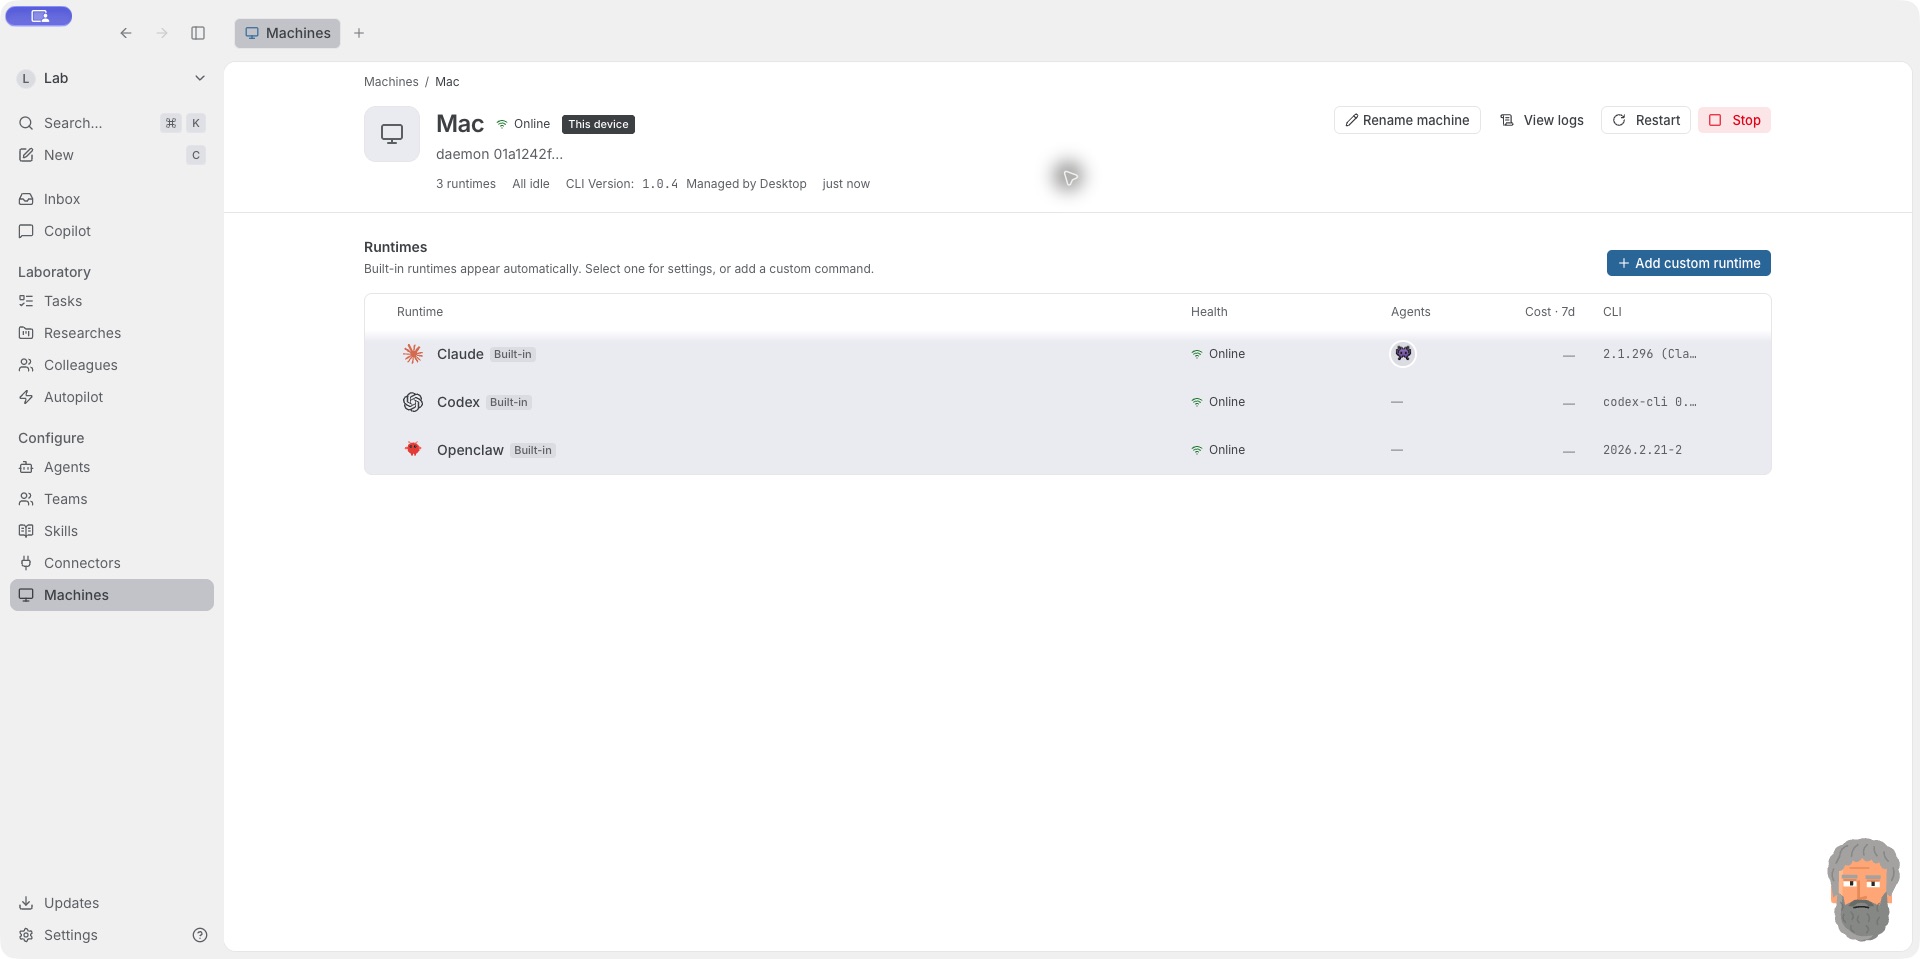 Machines
L Lab
Search... ⌘ K
New C
Inbox
Copilot
Laboratory
Tasks
Researches
Colleagues
Autopilot
Configure
Agents
Teams
Skills
Connectors
Machines
Updates
Settings
Machines / Mac
Mac Online This device
daemon 01a1242f...
3 runtimes All idle CLI Version: 1.0.4 Managed by Desktop just now
Rename machine View logs Restart Stop
Runtimes
Built-in runtimes appear automatically. Select one for settings, or add a custom command.
+ Add custom runtime
Runtime Health Agents Cost · 7d CLI
Claude Built-in Online — 2.1.296 (Cla…
Codex Built-in Online — — codex-cli 0.…
Openclaw Built-in Online — — 2026.2.21-2